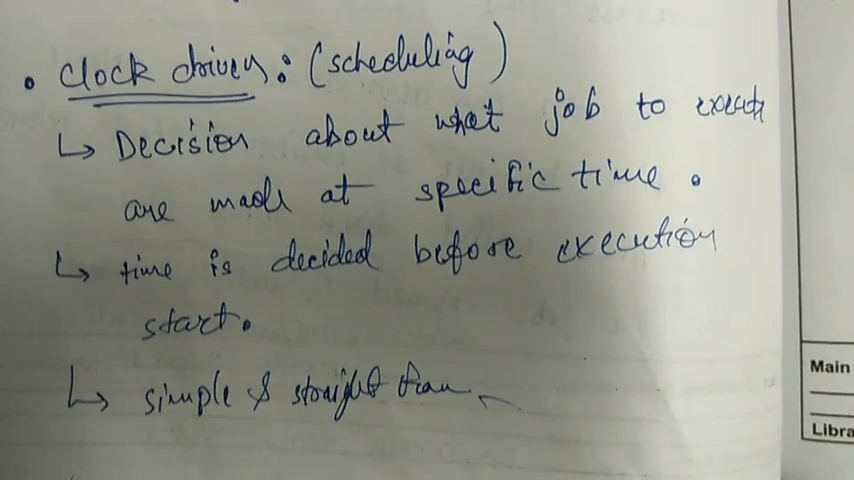 • Clock driven : (scheduling)
↳ Decision about what job to execute
are made at specific time .
↳ time is decided before execution
start.
↳ simple & straight
Main
Libra